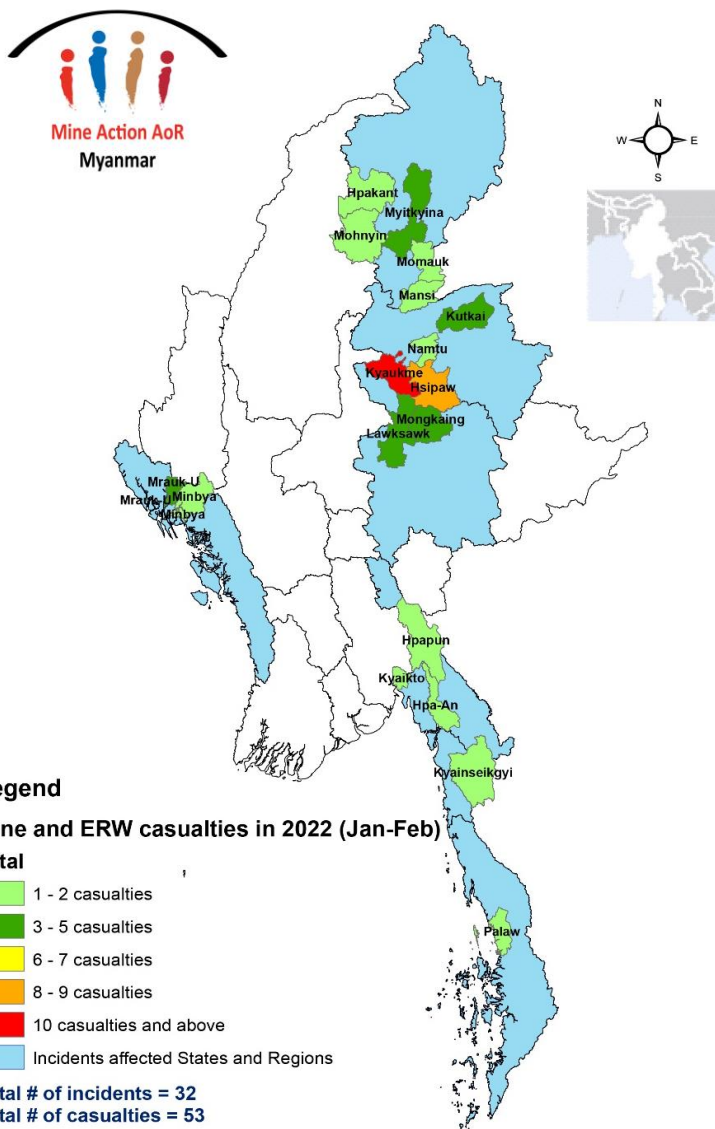 Mine Action AoR
Myanmar
N
W
E
S
Hpakant
Myitkyina
Mohnyin
Momauk
Mansi
Kutkai
Namtu
Kyaukme
Hsipaw
Mongkaing
Lawksawk
Mrauk-U
Mrauk-U
Minbya
Minbya
Hpapun
Kyaikto
Hpa-An
Kyainseikgyi
Palaw
egend
ne and ERW casualties in 2022 (Jan-Feb)
tal
1 - 2 casualties
3 - 5 casualties
6 - 7 casualties
8 - 9 casualties
10 casualties and above
Incidents affected States and Regions
tal # of incidents = 32
tal # of casualties = 53